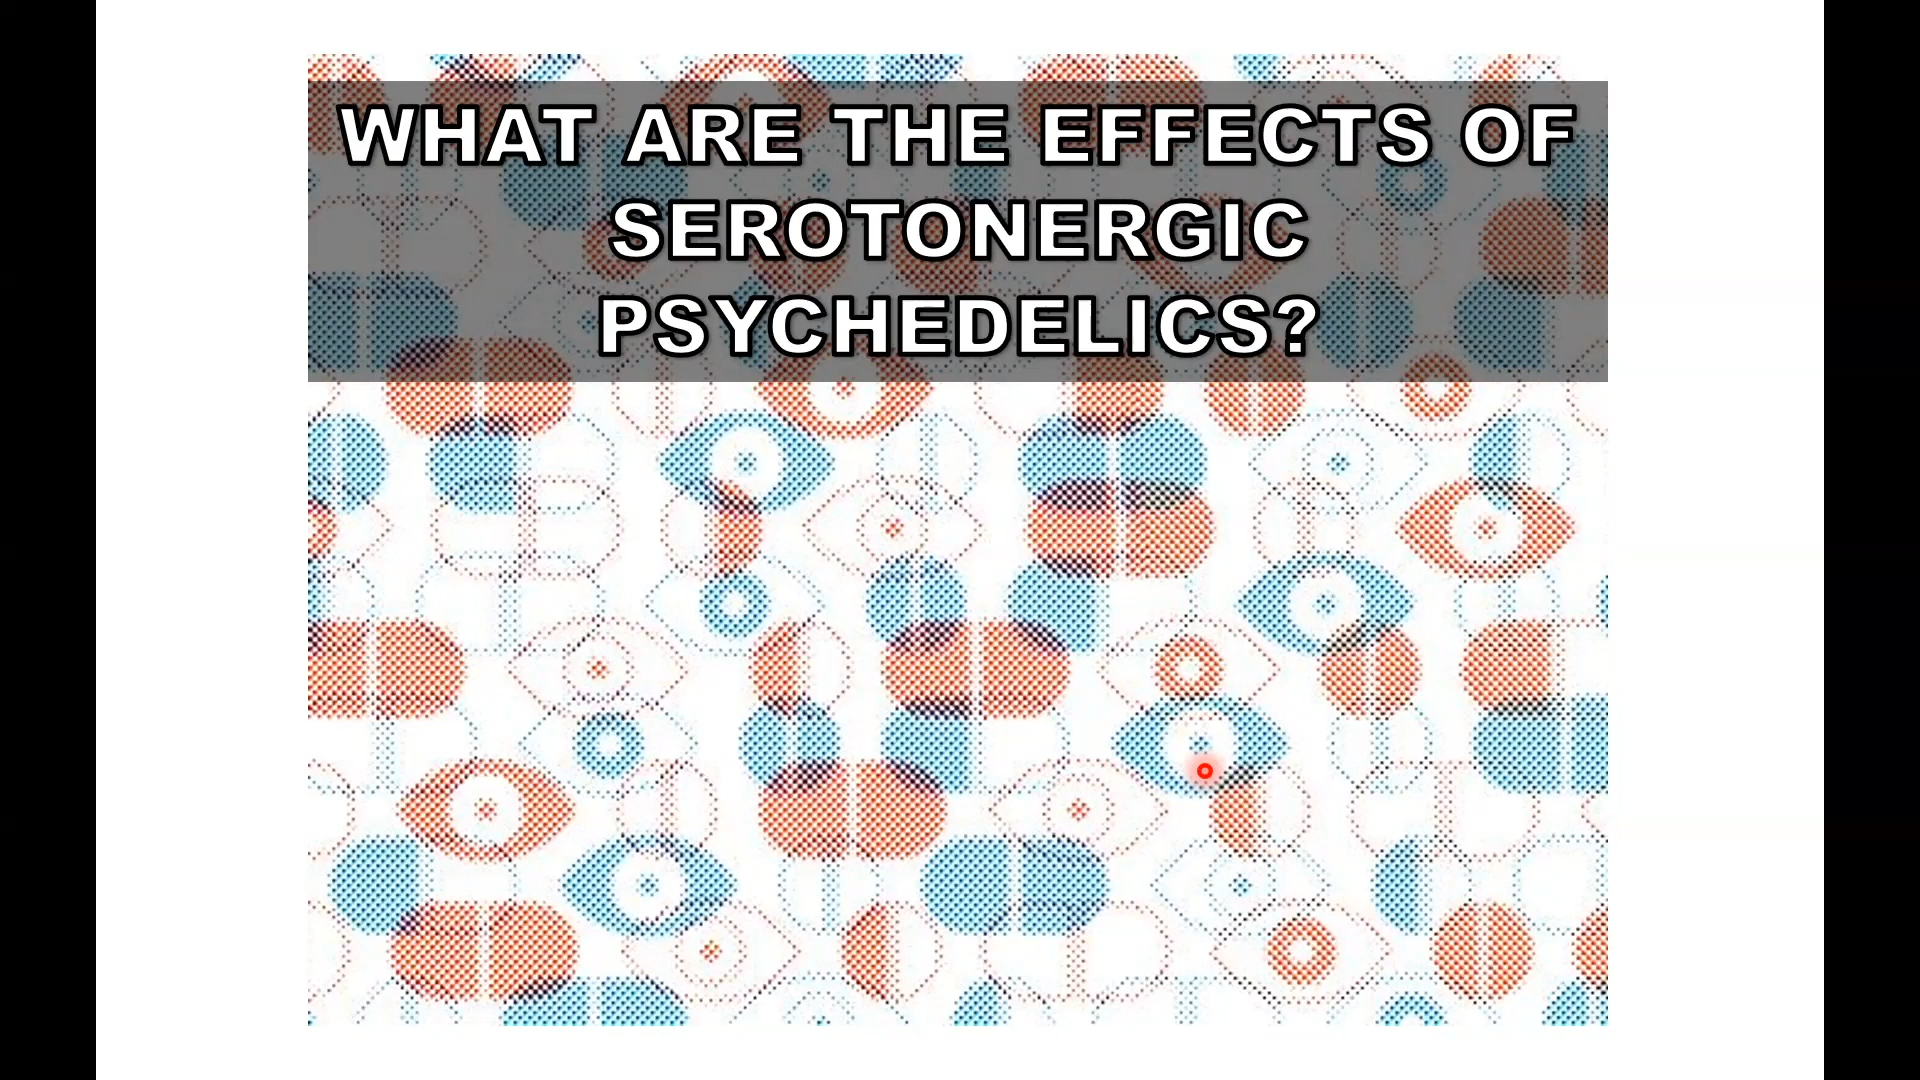 WHAT ARE THE EFFECTS OF
SEROTONERGIC
PSYCHEDELICS?